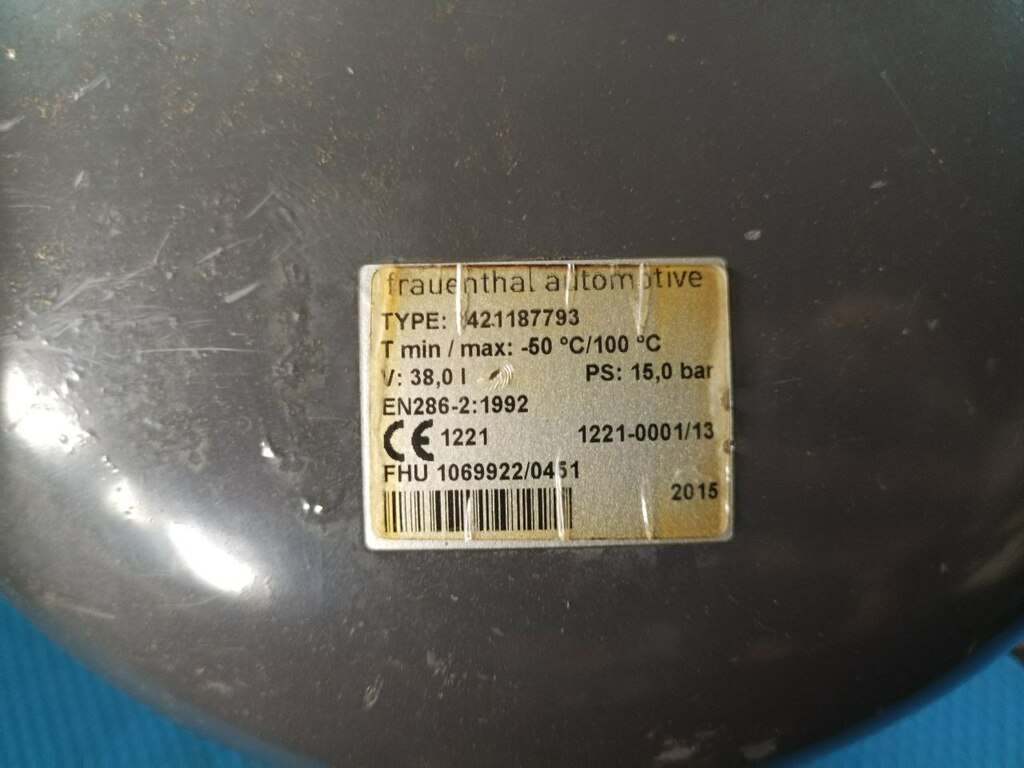 frauenthal automotive
TYPE: 421187793
T min / max: -50 °C/100 °C
V: 38,0 l PS: 15,0 bar
EN286-2:1992
CE 1221 1221-0001/13
FHU 1069922/0451
2015